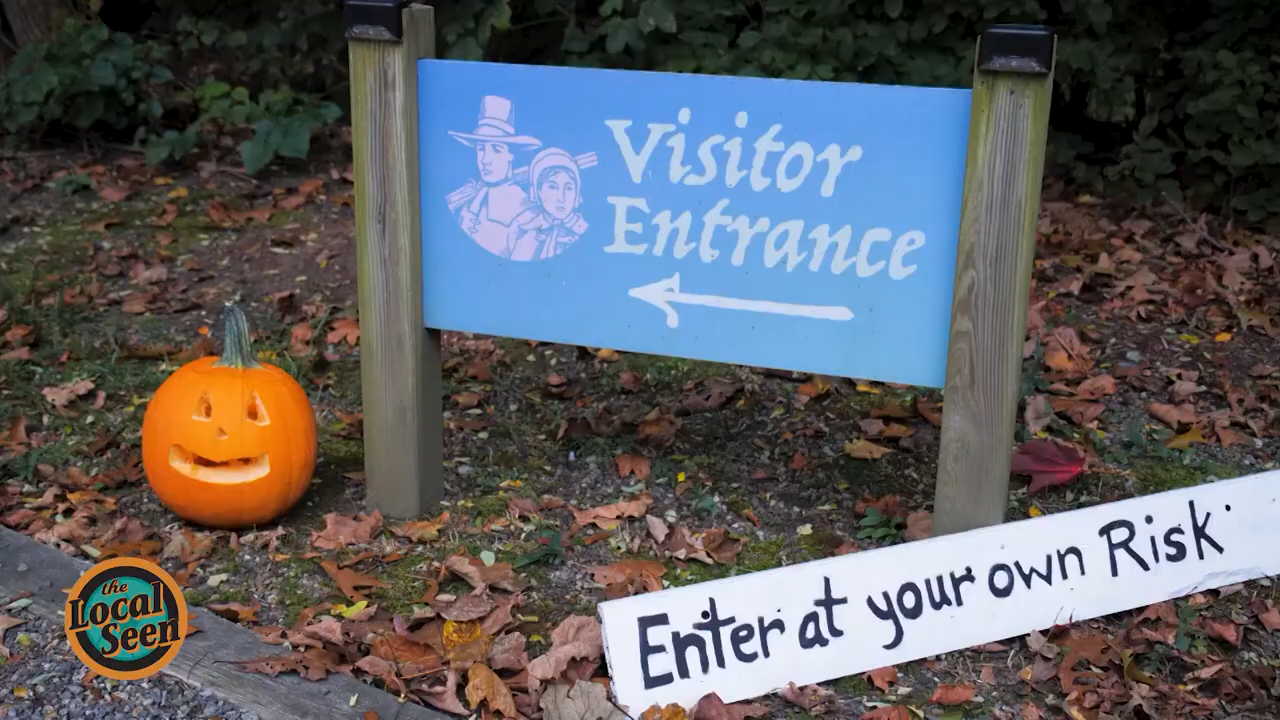 Visitor
Entrance
Enter at your own Risk.
the
Local
Seen